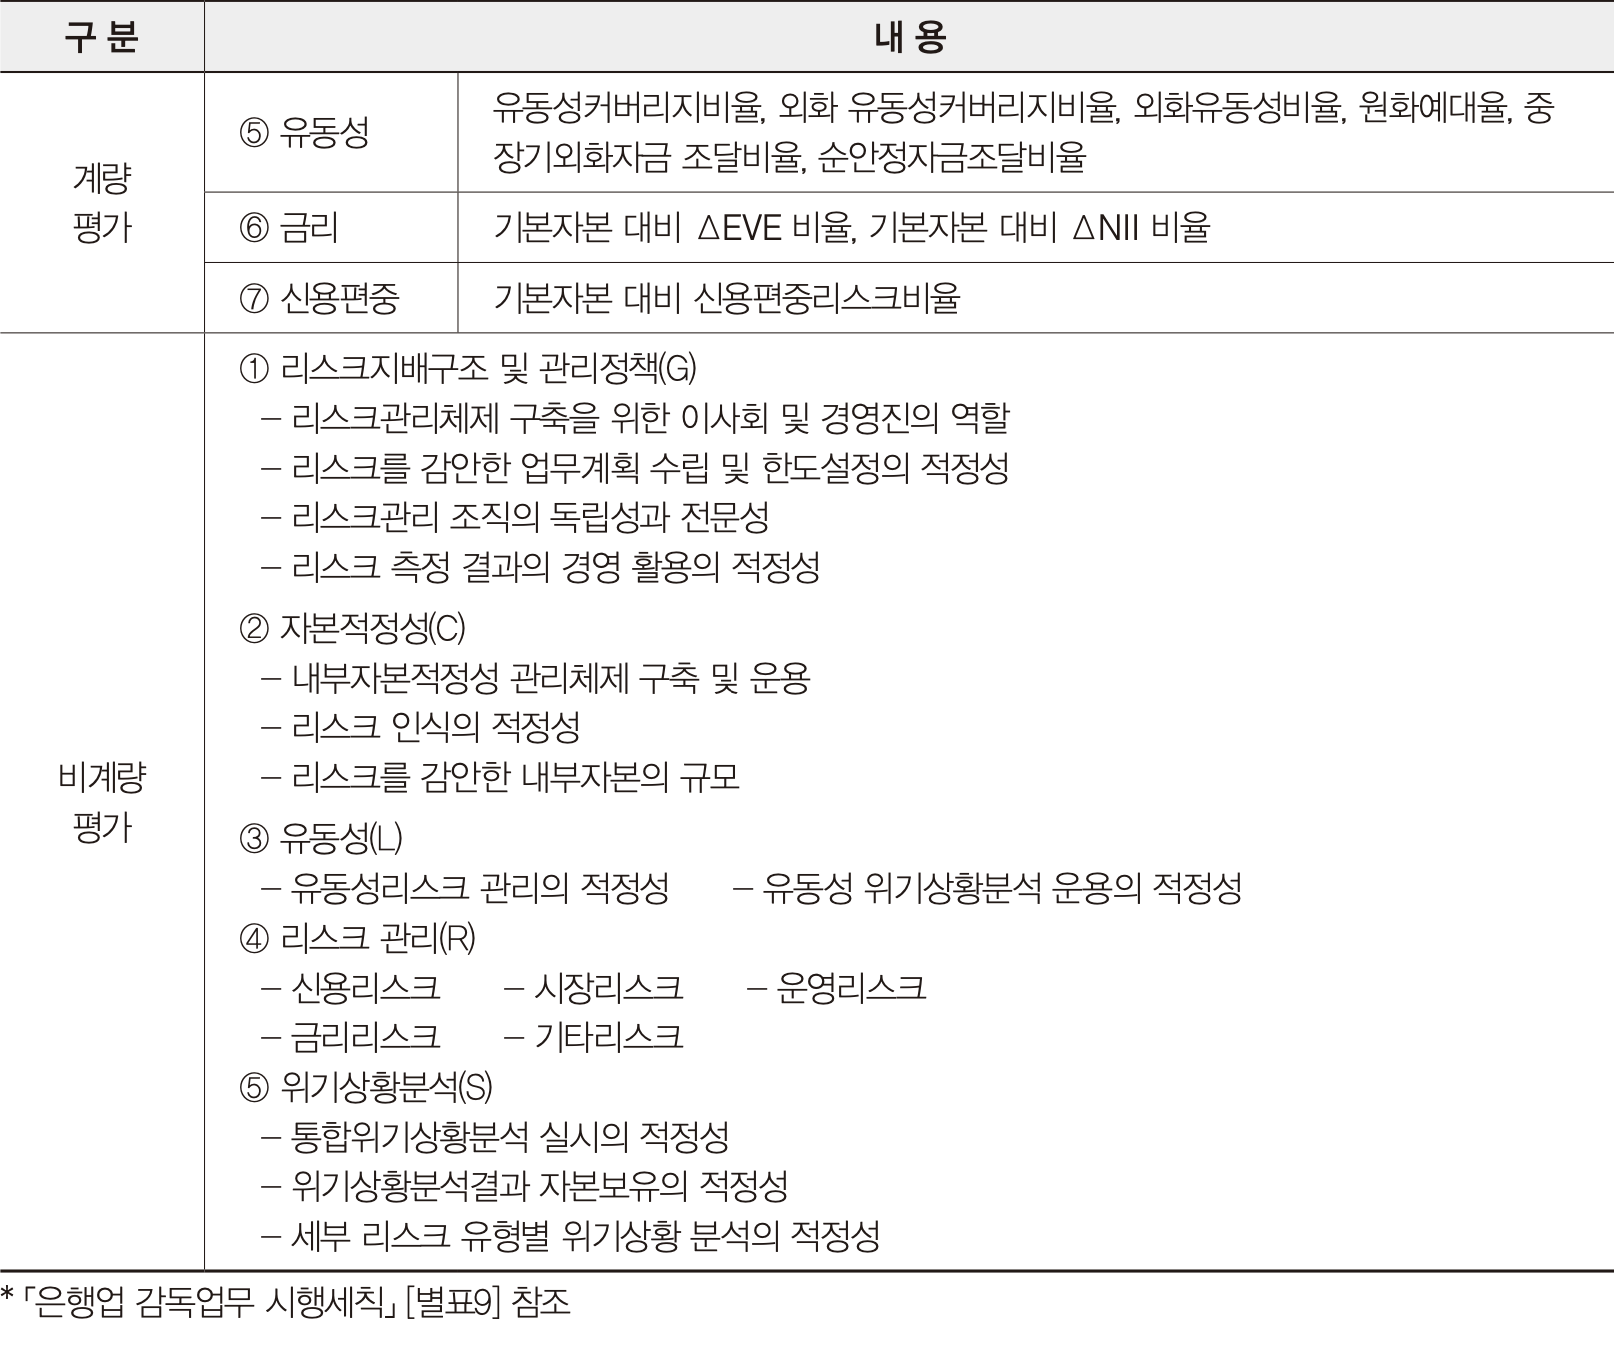 구 분 내 용
계량
평가
⑤ 유동성
유동성커버리지비율, 외화 유동성커버리지비율, 외화유동성비율, 원화예대율, 중
장기외화자금 조달비율, 순안정자금조달비율
⑥ 금리 기본자본 대비 △EVE 비율, 기본자본 대비 △NII 비율
⑦ 신용편중 기본자본 대비 신용편중리스크비율
비계량
평가
① 리스크지배구조 및 관리정책(G)
– 리스크관리체제 구축을 위한 이사회 및 경영진의 역할
– 리스크를 감안한 업무계획 수립 및 한도설정의 적정성
– 리스크관리 조직의 독립성과 전문성
– 리스크 측정 결과의 경영 활용의 적정성
② 자본적정성(C)
– 내부자본적정성 관리체제 구축 및 운용
– 리스크 인식의 적정성
– 리스크를 감안한 내부자본의 규모
③ 유동성(L)
– 유동성리스크 관리의 적정성 – 유동성 위기상황분석 운용의 적정성
④ 리스크 관리(R)
– 신용리스크 – 시장리스크 – 운영리스크
– 금리리스크 – 기타리스크
⑤ 위기상황분석(S)
– 통합위기상황분석 실시의 적정성
– 위기상황분석결과 자본보유의 적정성
– 세부 리스크 유형별 위기상황 분석의 적정성
* 「은행업 감독업무 시행세칙」 [별표9] 참조